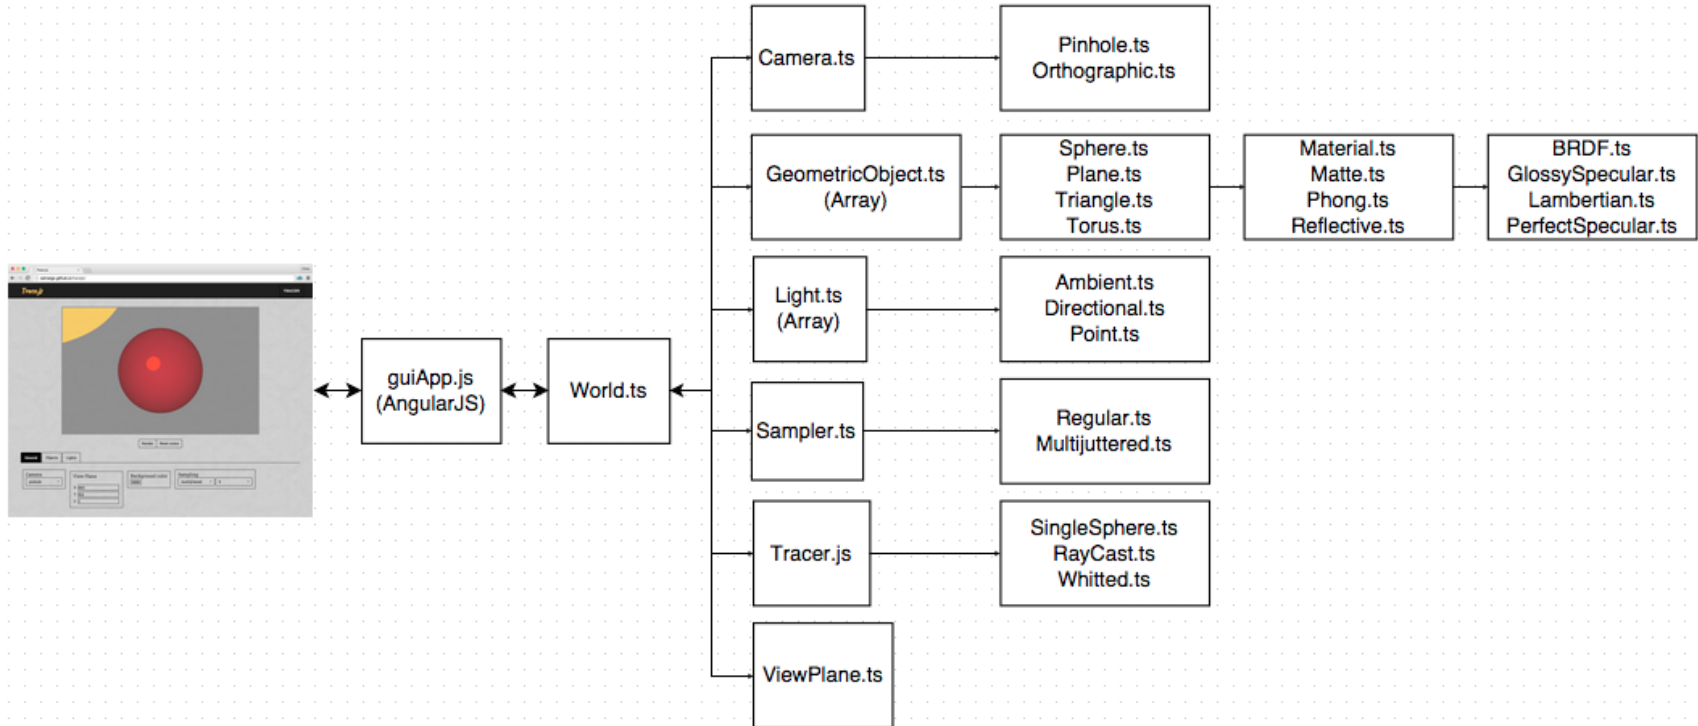 Camera.ts
Pinhole.ts
Orthographic.ts
GeometricObject.ts
(Array)
Sphere.ts
Plane.ts
Triangle.ts
Torus.ts
Material.ts
Matte.ts
Phong.ts
Reflective.ts
BRDF.ts
GlossySpecular.ts
Lambertian.ts
PerfectSpecular.ts
Light.ts
(Array)
Ambient.ts
Directional.ts
Point.ts
guiApp.js
(AngularJS)
World.ts
Sampler.ts
Regular.ts
Multijuttered.ts
Tracer.js
SingleSphere.ts
RayCast.ts
Whitted.ts
ViewPlane.ts